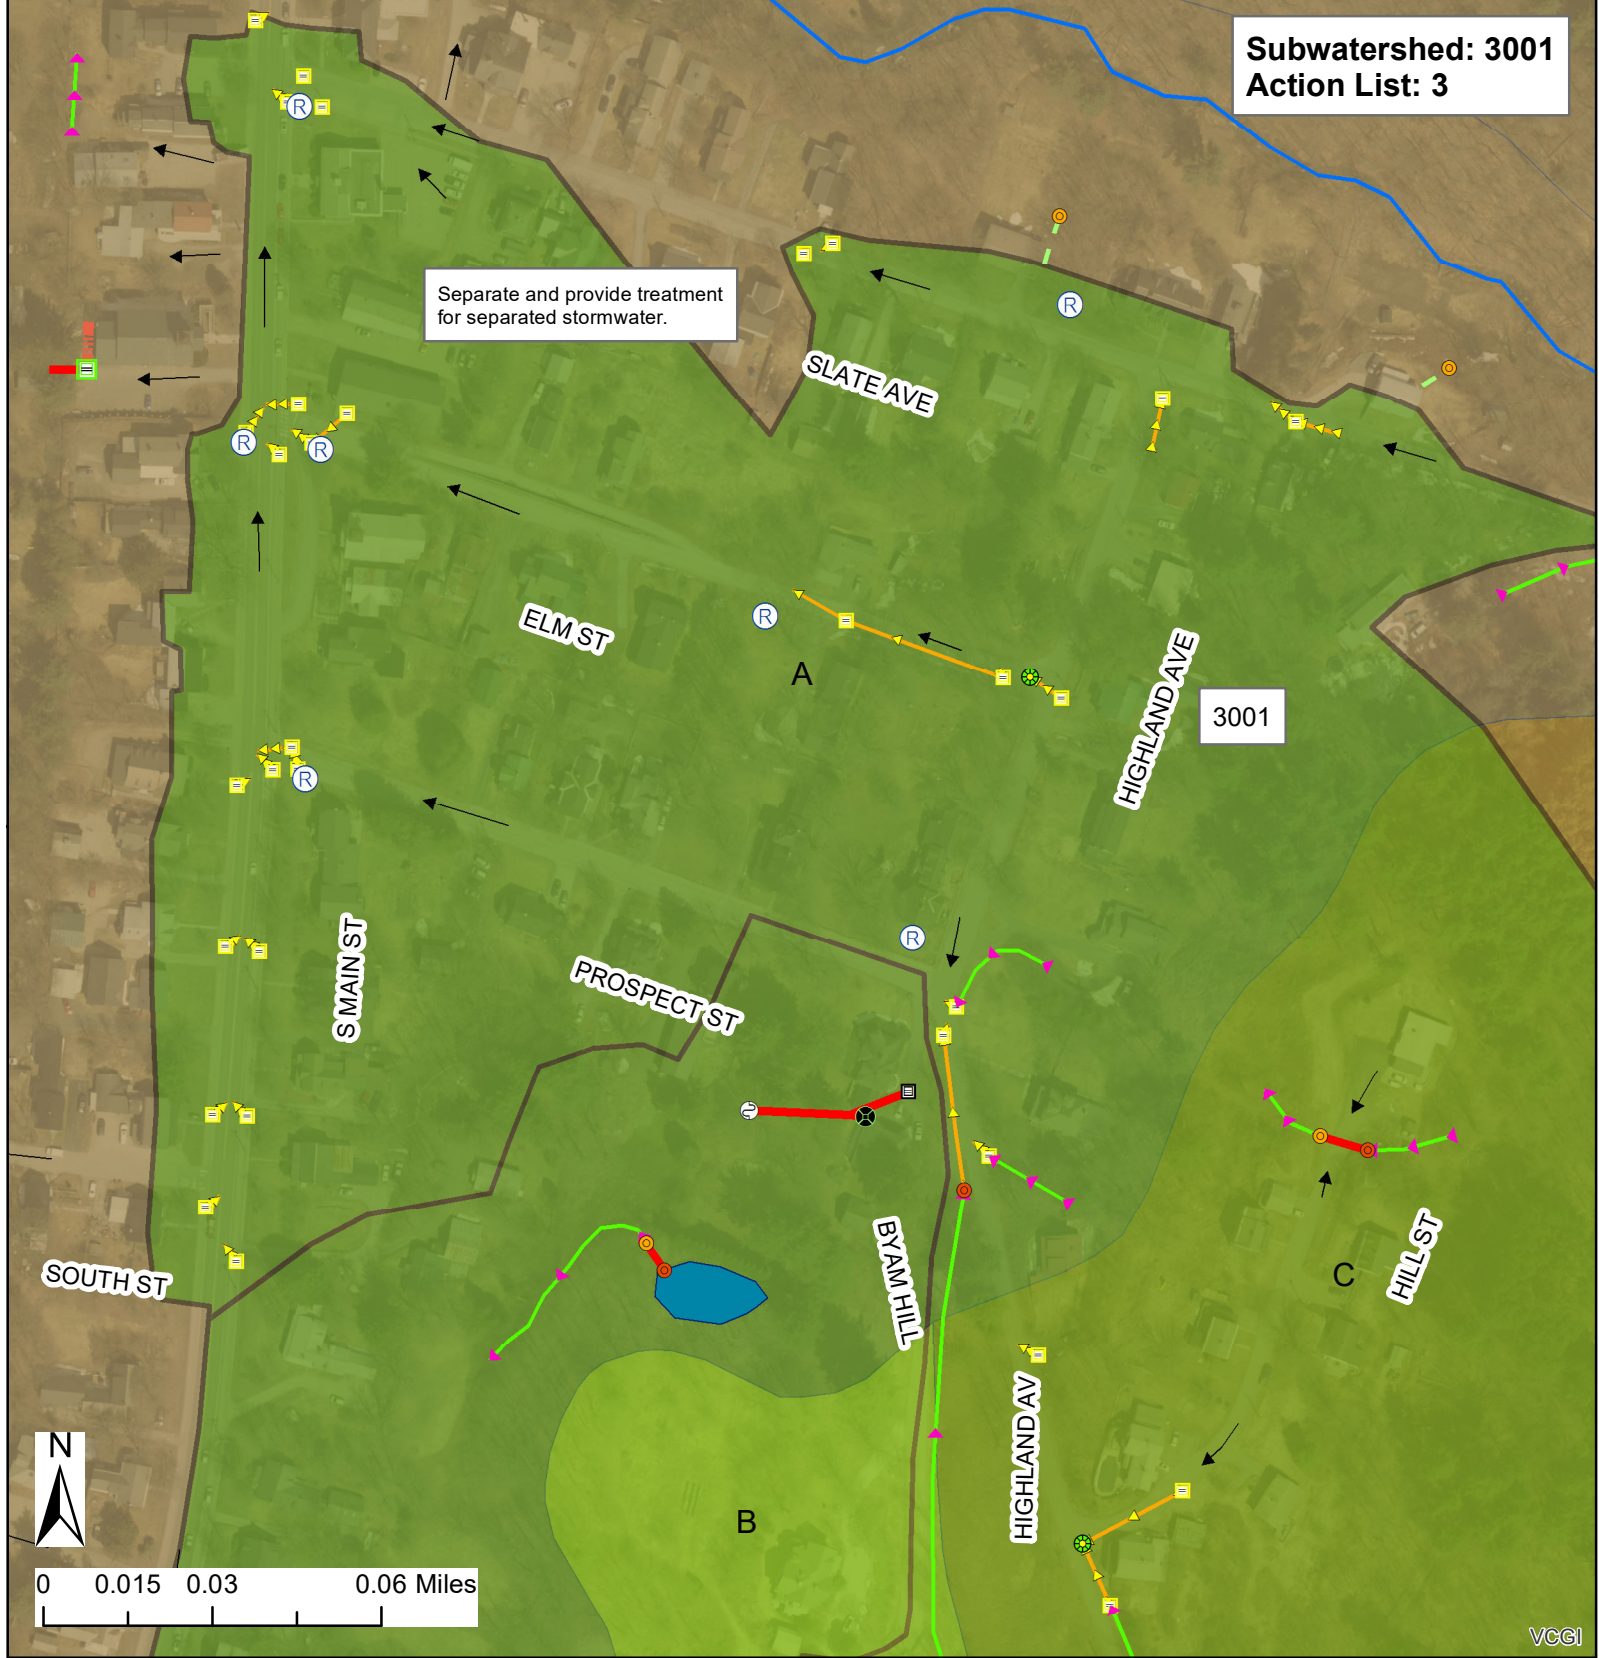 Subwatershed: 3001
Action List: 3
R
Separate and provide treatment
for separated stormwater.
R
SLATE AVE
R
R
ELM ST
R
A
HIGHLAND AVE
3001
R
S MAIN ST
PROSPECT ST
R
SOUTH ST
BYAM HILL
C
HILL ST
HIGHLAND AV
B
N
0 0.015 0.03 0.06 Miles
VCGI